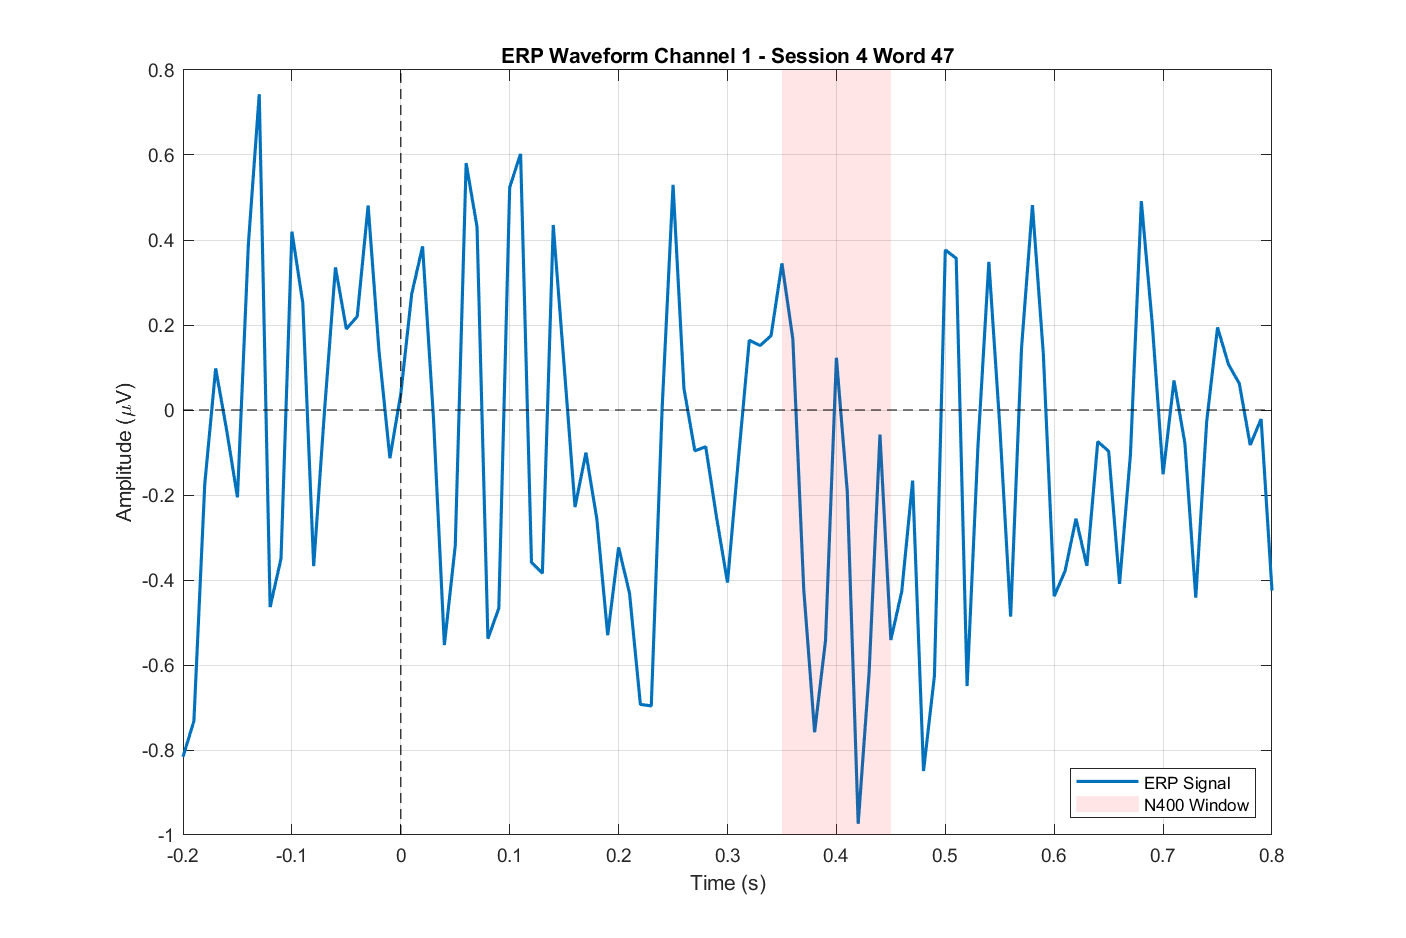 ERP Waveform Channel 1 - Session 4 Word 47
0.8
0.6
0.4
0.2
0
-0.2
-0.4
-0.6
-0.8
-1
Amplitude (μV)
ERP Signal
N400 Window
-0.2 -0.1 0 0.1 0.2 0.3 0.4 0.5 0.6 0.7 0.8
Time (s)